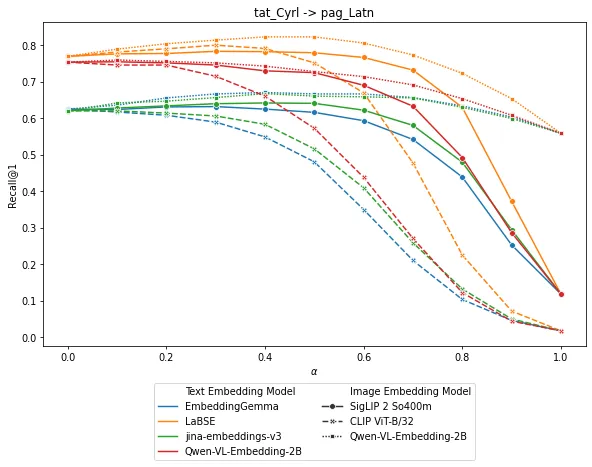 tat_Cyrl -> pag_Latn
Recall@1
0.8
0.7
0.6
0.5
0.4
0.3
0.2
0.1
0.0
0.0 0.2 0.4 0.6 0.8 1.0
α
Text Embedding Model Image Embedding Model
EmbeddingGemma SigLIP 2 So400m
LaBSE CLIP ViT-B/32
jina-embeddings-v3 Qwen-VL-Embedding-2B
Qwen-VL-Embedding-2B